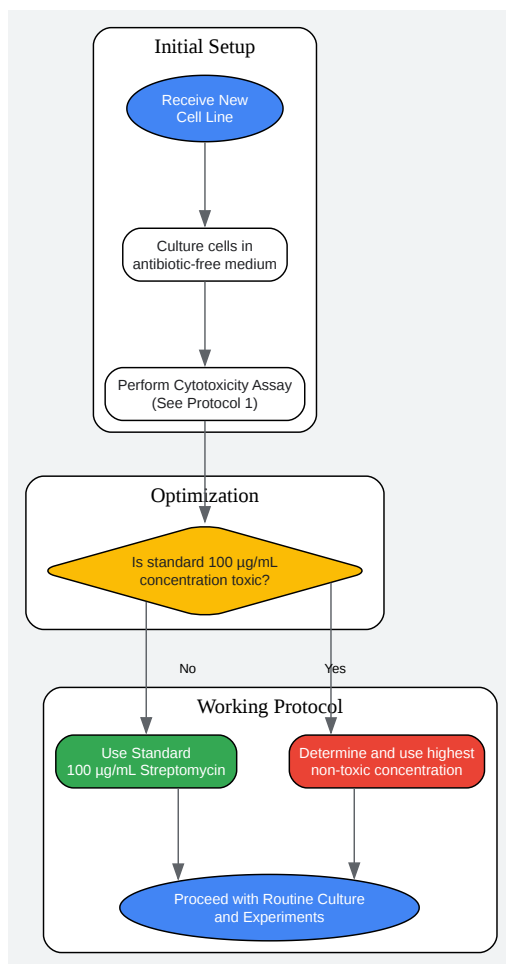 Initial Setup
Receive New
Cell Line
Culture cells in
antibiotic-free medium
Perform Cytotoxicity Assay
(See Protocol 1)
Optimization
Is standard 100 µg/mL
concentration toxic?
No
Yes
Working Protocol
Use Standard
100 µg/mL Streptomycin
Determine and use highest
non-toxic concentration
Proceed with Routine Culture
and Experiments